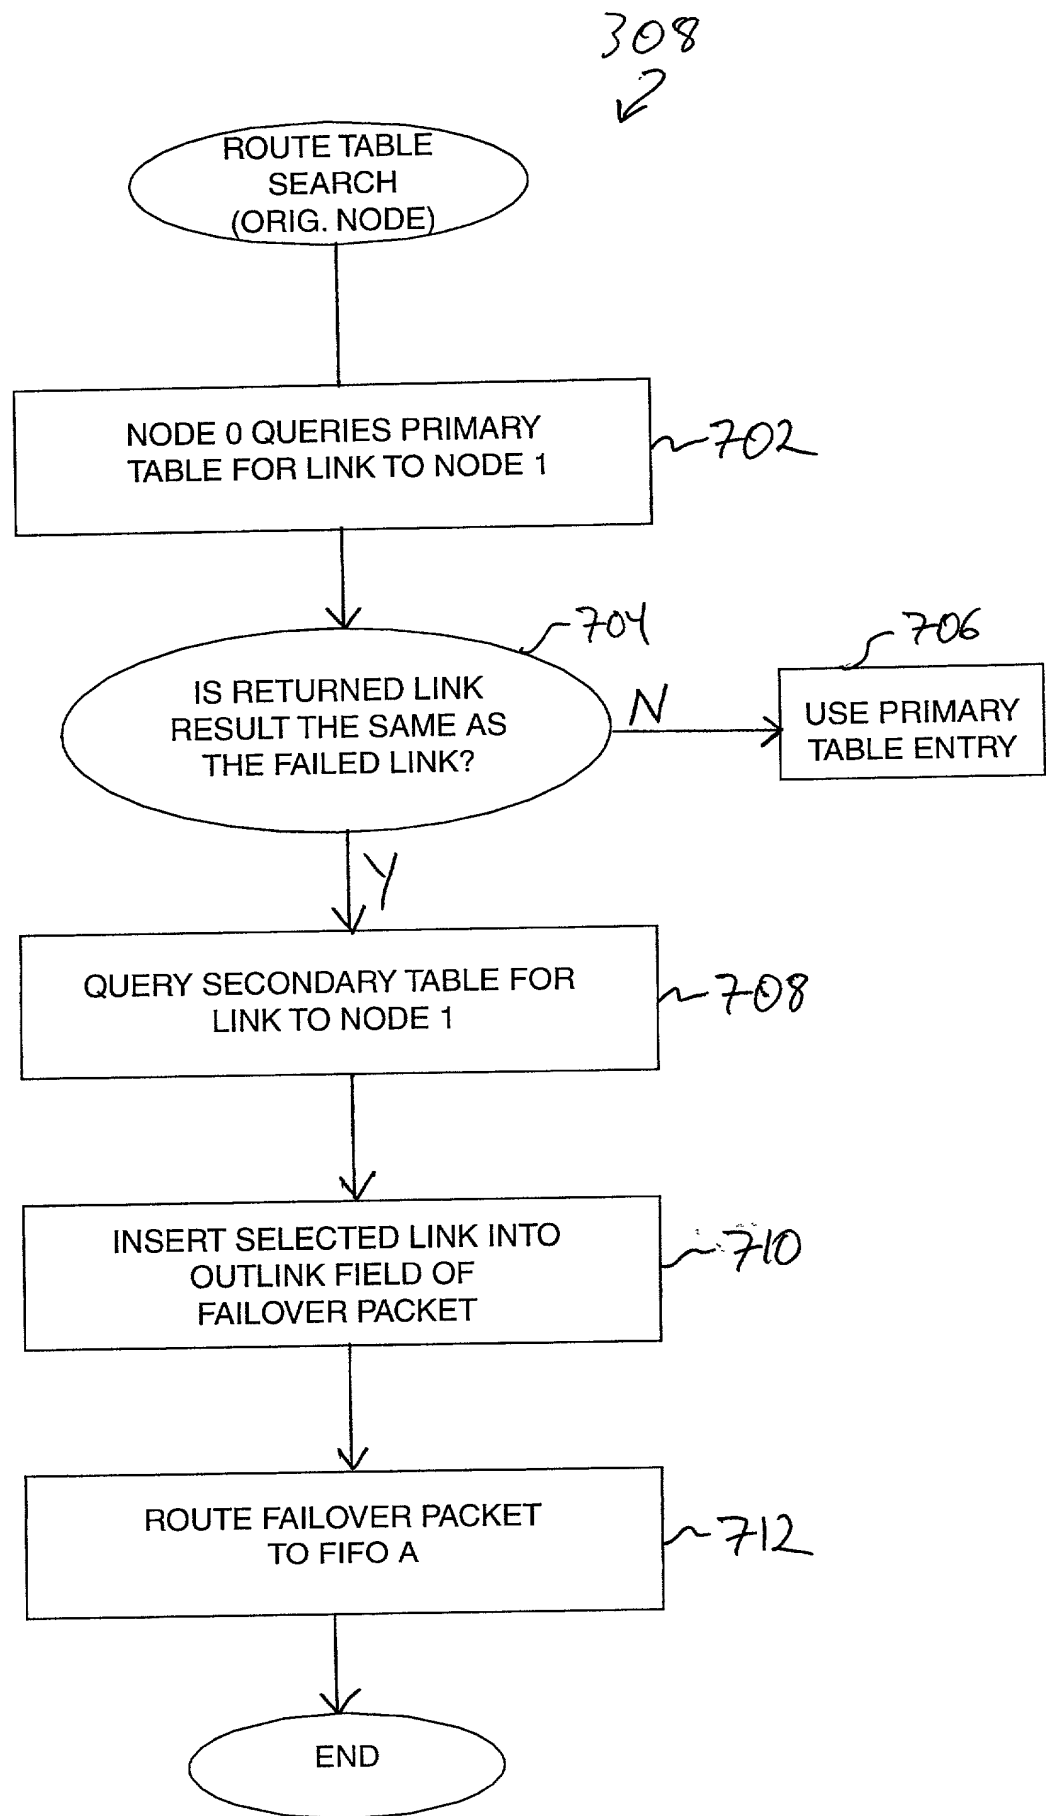 308
ROUTE TABLE
SEARCH
(ORIG. NODE)
NODE 0 QUERIES PRIMARY
TABLE FOR LINK TO NODE 1
702
704
IS RETURNED LINK
RESULT THE SAME AS
THE FAILED LINK?
N
706
USE PRIMARY
TABLE ENTRY
Y
QUERY SECONDARY TABLE FOR
LINK TO NODE 1
708
INSERT SELECTED LINK INTO
OUTLINK FIELD OF
FAILOVER PACKET
710
ROUTE FAILOVER PACKET
TO FIFO A
712
END